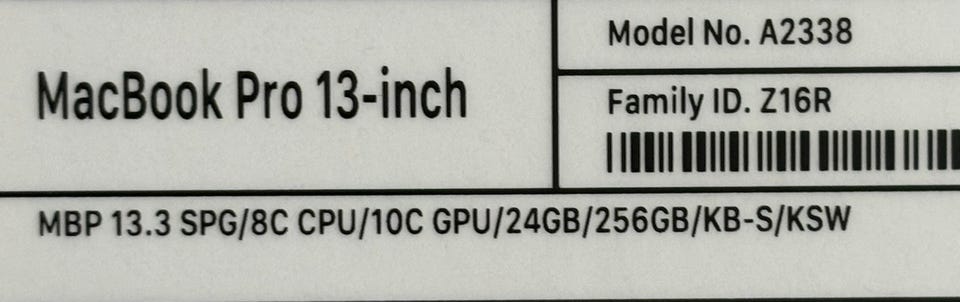 MacBook Pro 13-inch
Model No. A2338
Family ID. Z16R
MBP 13.3 SPG/8C CPU/10C GPU/24GB/256GB/KB-S/KSW